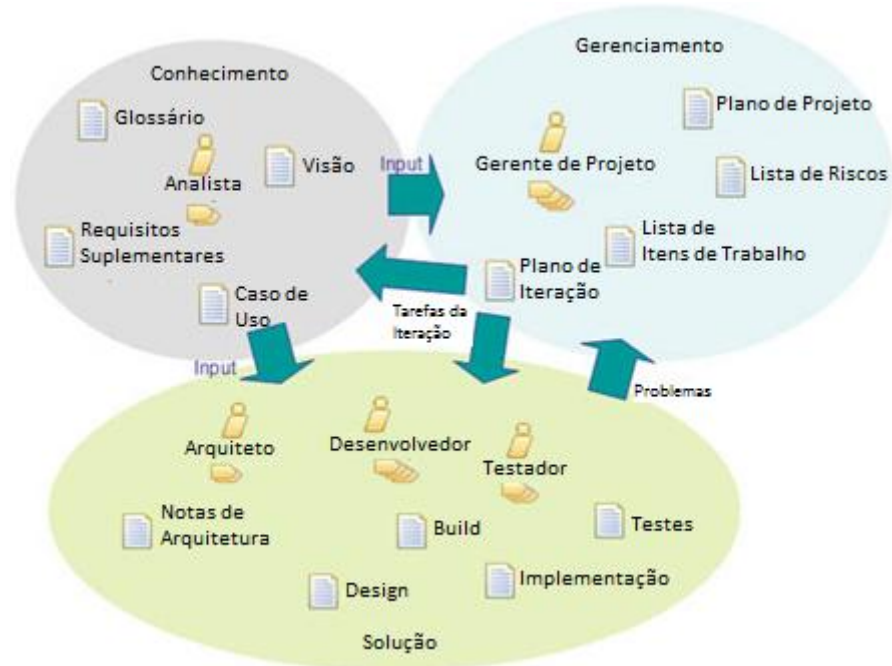 Conhecimento
Glossário
Analista
Visão
Requisitos
Suplementares
Caso de
Uso
Input
Gerenciamento
Plano de Projeto
Gerente de Projeto
Lista de Riscos
Lista de
Itens de Trabalho
Plano de
Iteração
Tarefas da
Iteração
Input
Problemas
Arquiteto
Desenvolvedor
Testador
Notas de
Arquitetura
Build
Testes
Design
Implementação
Solução